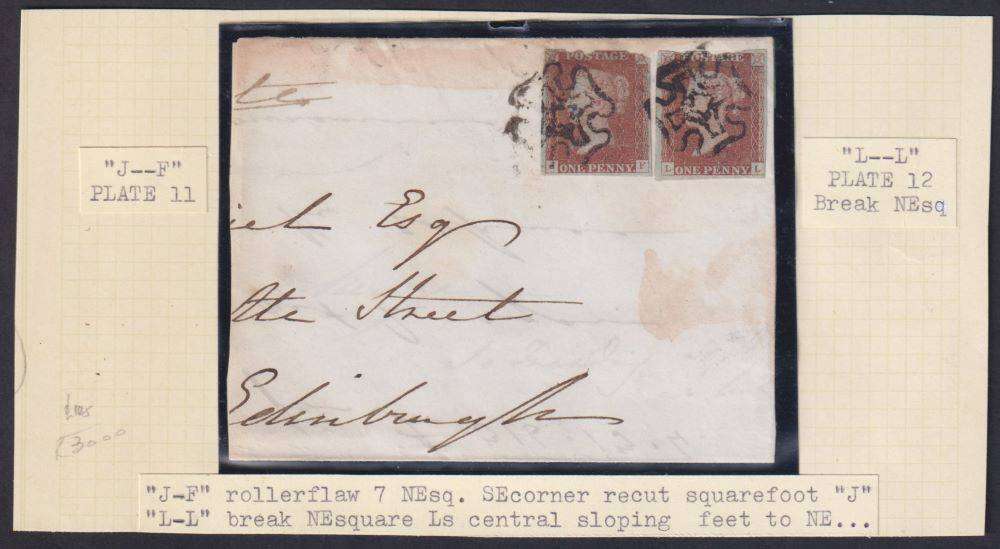 "J--F"
PLATE 11
POSTAGE
ONE PENNY
J F
POSTAGE
ONE PENNY
L L
"L--L"
PLATE 12
Break NEsq
Esq
Street
Edinburgh
"J-F" rollerflaw 7 NEsq. SEcorner recut squarefoot "J"
"L-L" break NEsquare Ls central sloping feet to NE...